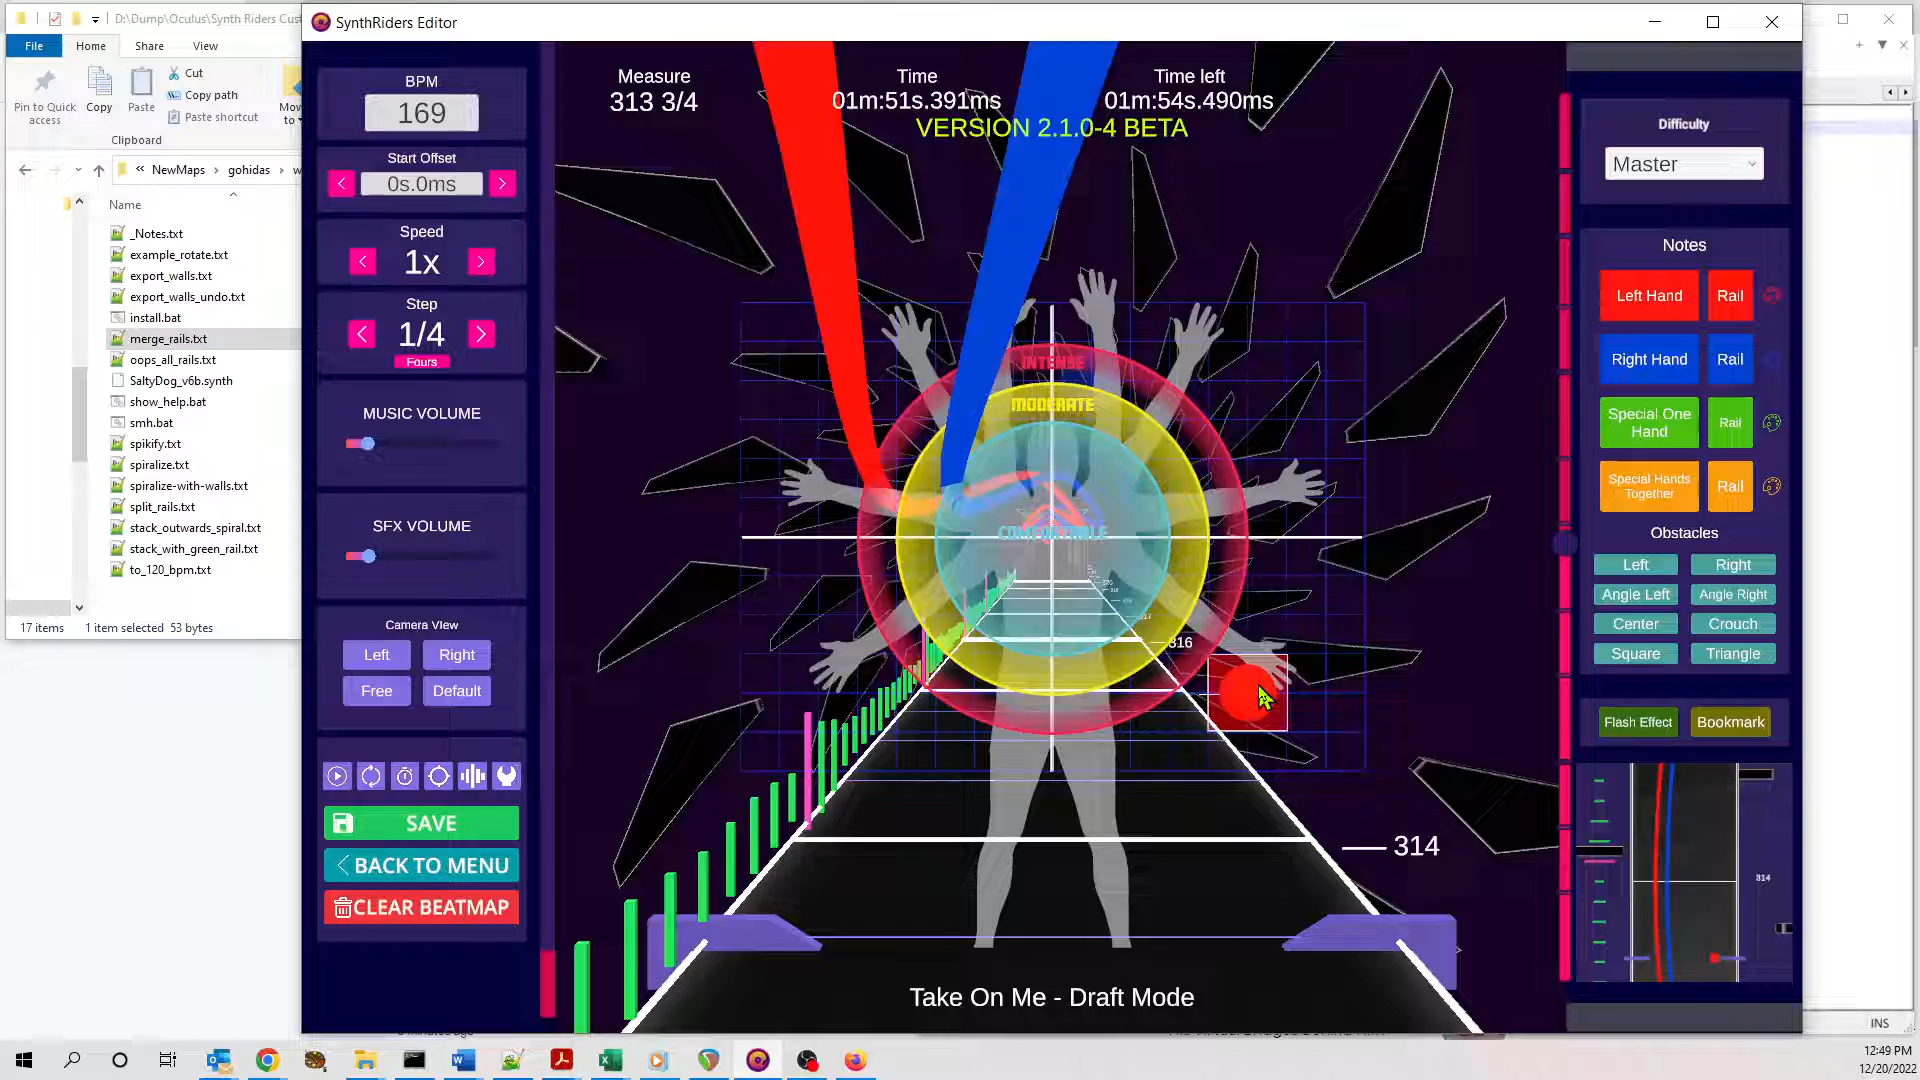 D:\Dump\Oculus\Synth Riders Cust
SynthRiders Editor
File
Home
Share
View
Pin to Quick access
Copy
Paste
Cut
Copy path
Paste shortcut
Move to
Clipboard
« NewMaps > gohidas > w
Name
_Notes.txt
example_rotate.txt
export_walls.txt
export_walls_undo.txt
install.bat
merge_rails.txt
oops_all_rails.txt
SaltyDog_v6b.synth
show_help.bat
smh.bat
spikify.txt
spiralize.txt
spiralize-with-walls.txt
split_rails.txt
stack_outwards_spiral.txt
stack_with_green_rail.txt
to_120_bpm.txt
17 items
1 item selected 53 bytes
BPM
169
Start Offset
0s.0ms
Speed
1x
Step
1/4
Fours
MUSIC VOLUME
SFX VOLUME
Camera View
Left
Right
Free
Default
SAVE
BACK TO MENU
CLEAR BEATMAP
Measure
313 3/4
Time
01m:51s.391ms
Time left
01m:54s.490ms
VERSION 2.1.0-4 BETA
INTENSE
MODERATE
COMFORTABLE
317
316
314
Take On Me - Draft Mode
Difficulty
Master
Notes
Left Hand
Rail
Right Hand
Rail
Special One Hand
Rail
Special Hands Together
Rail
Obstacles
Left
Right
Angle Left
Angle Right
Center
Crouch
Square
Triangle
Flash Effect
Bookmark
314
INS
12:49 PM
12/20/2022